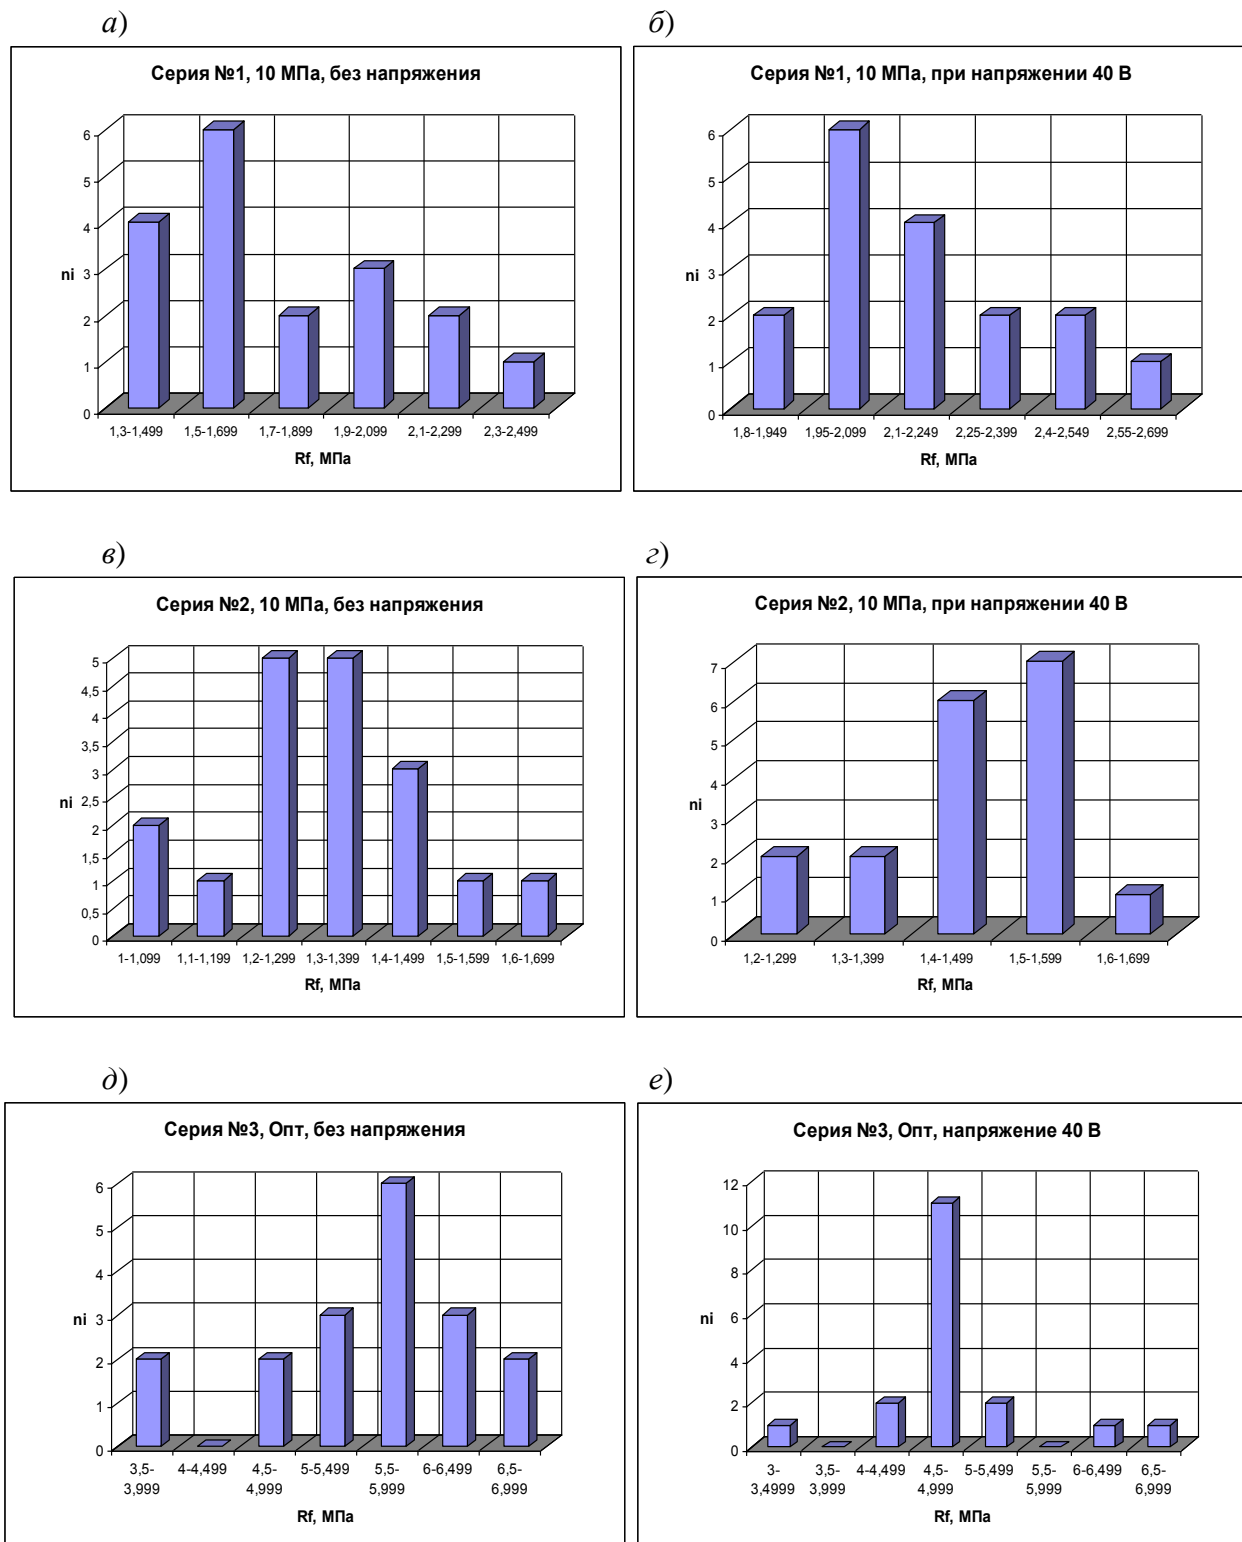 а) б)
Серия №1, 10 МПа, без напряжения
6
5
4
ni 3
2
1
0
1,3-1,499 1,5-1,699 1,7-1,899 1,9-2,099 2,1-2,299 2,3-2,499
Rf, МПа
Серия №1, 10 МПа, при напряжении 40 В
6
5
4
ni 3
2
1
0
1,8-1,949 1,95-2,099 2,1-2,249 2,25-2,399 2,4-2,549 2,55-2,699
Rf, МПа
в) г)
Серия №2, 10 МПа, без напряжения
5
4,5
4
3,5
3
ni 2,5
2
1,5
1
0,5
0
1-1,099 1,1-1,199 1,2-1,299 1,3-1,399 1,4-1,499 1,5-1,599 1,6-1,699
Rf, МПа
Серия №2, 10 МПа, при напряжении 40 В
7
6
5
4
ni
3
2
1
0
1,2-1,299 1,3-1,399 1,4-1,499 1,5-1,599 1,6-1,699
Rf, МПа
д) е)
Серия №3, Опт, без напряжения
6
5
4
ni 3
2
1
0
3,5- 4-4,499 4,5- 5-5,499 5,5- 6-6,499 6,5-
3,999 4,999 5,999 6,999
Rf, МПа
Серия №3, Опт, напряжение 40 В
12
10
8
ni 6
4
2
0
3- 3,5- 4-4,499 4,5- 5-5,499 5,5- 6-6,499 6,5-
3,4999 3,999 4,999 5,999 6,999
Rf, МПа